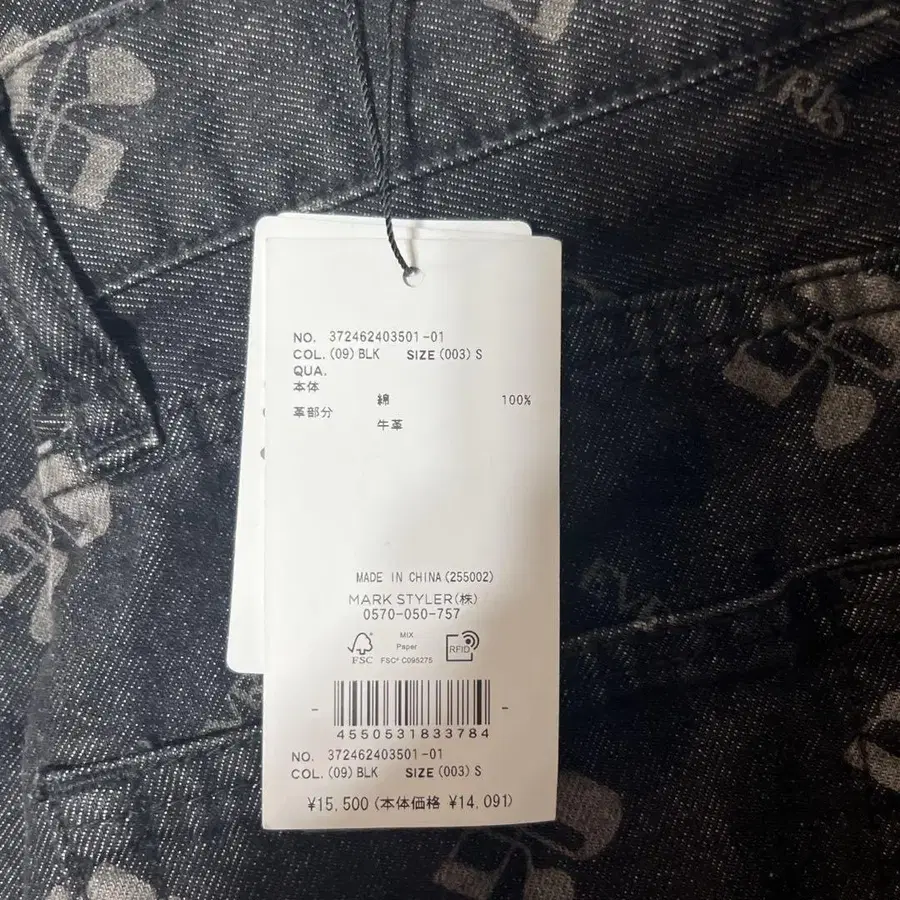 VRis
NO. 372462403501-01
COL. (09) BLK SIZE (003) S
QUA.
本体
綿 100%
革部分
牛革
MADE IN CHINA (255002)
MARK STYLER(株)
0570-050-757
FSC
MIX
Paper
FSC® C095275
RFID
- 4550531833784 -
NO. 372462403501-01
COL. (09) BLK SIZE (003) S
¥15,500 (本体価格 ¥14,091)